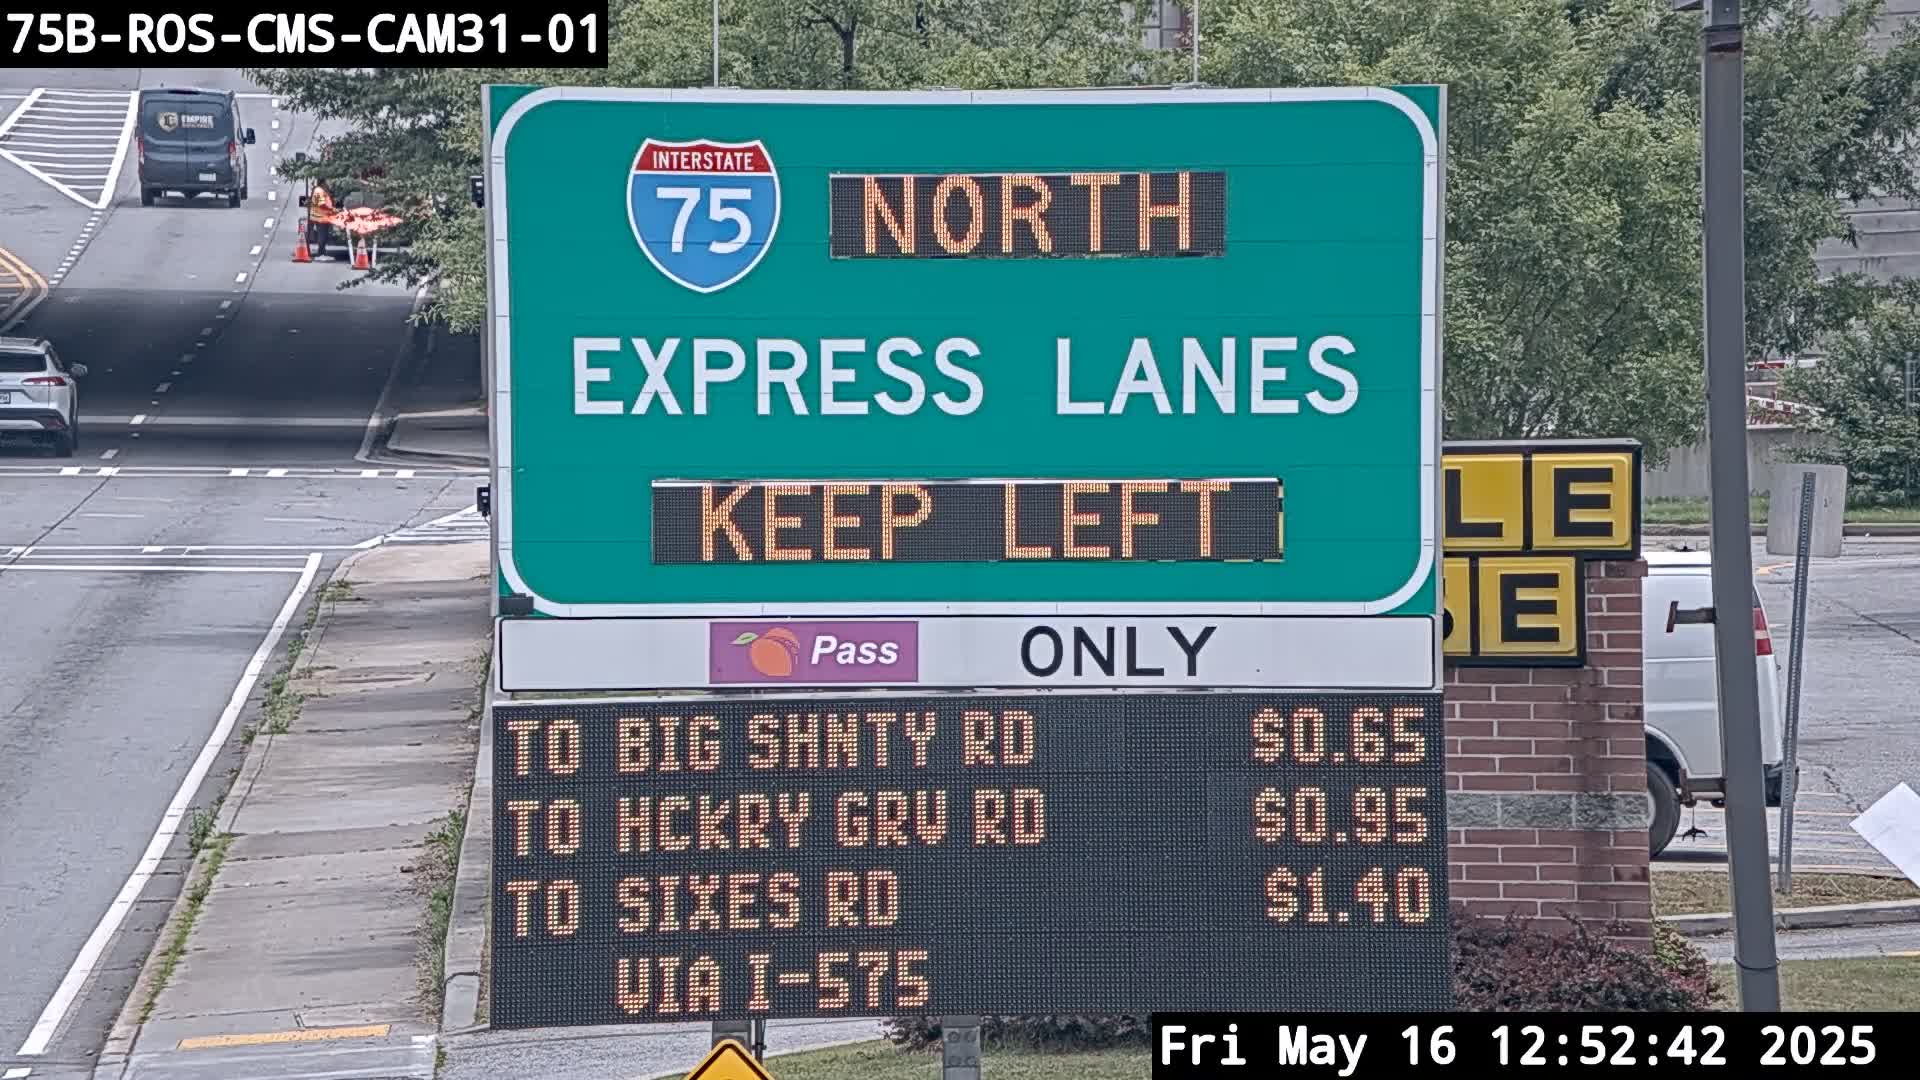 75B-ROS-CMS-CAM31-01
EMPIRE
INTERSTATE
75
NORTH
EXPRESS LANES
KEEP LEFT
Pass ONLY
TO BIG SHNTY RD $0.65
TO HCKRY GRV RD $0.95
TO SIXES RD $1.40
VIA I-575
LE
E
Fri May 16 12:52:42 2025